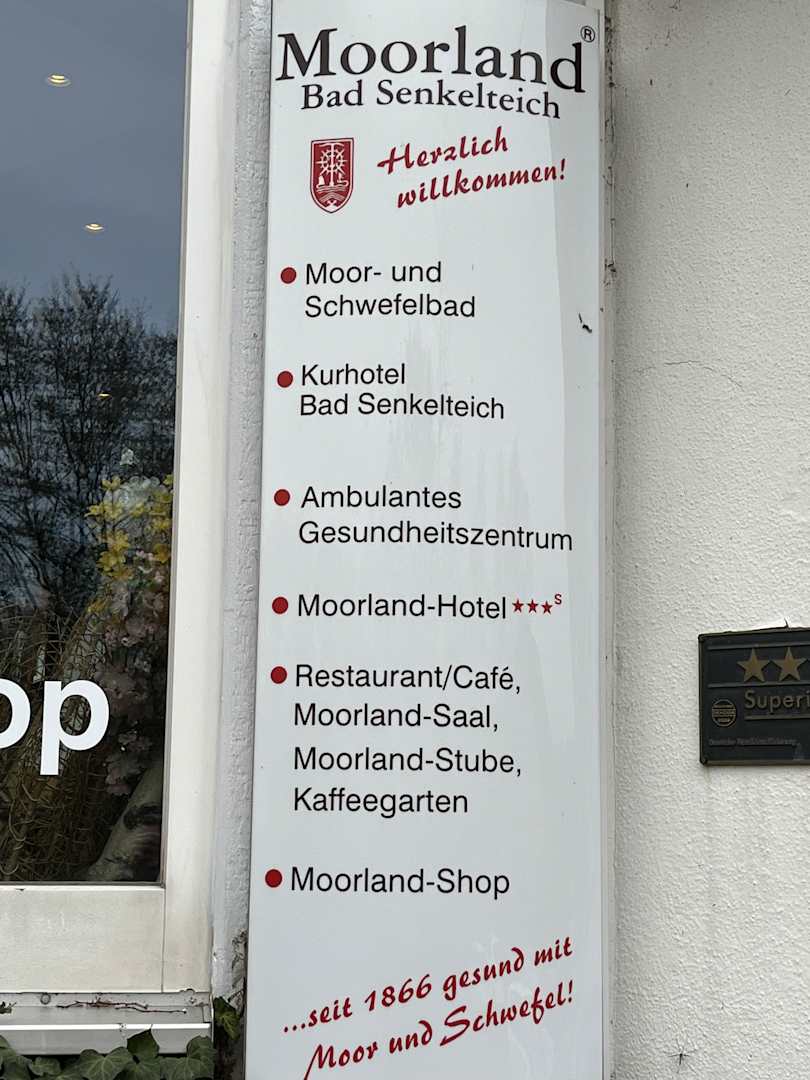 Moorland®
Bad Senkelteich
Herzlich
willkommen!
Moor- und
Schwefelbad
Kurhotel
Bad Senkelteich
Ambulantes
Gesundheitszentrum
Moorland-Hotel ★★★S
Restaurant/Café,
Moorland-Saal,
Moorland-Stube,
Kaffeegarten
Moorland-Shop
...seit 1866 gesund mit
Moor und Schwefel!
op
Super